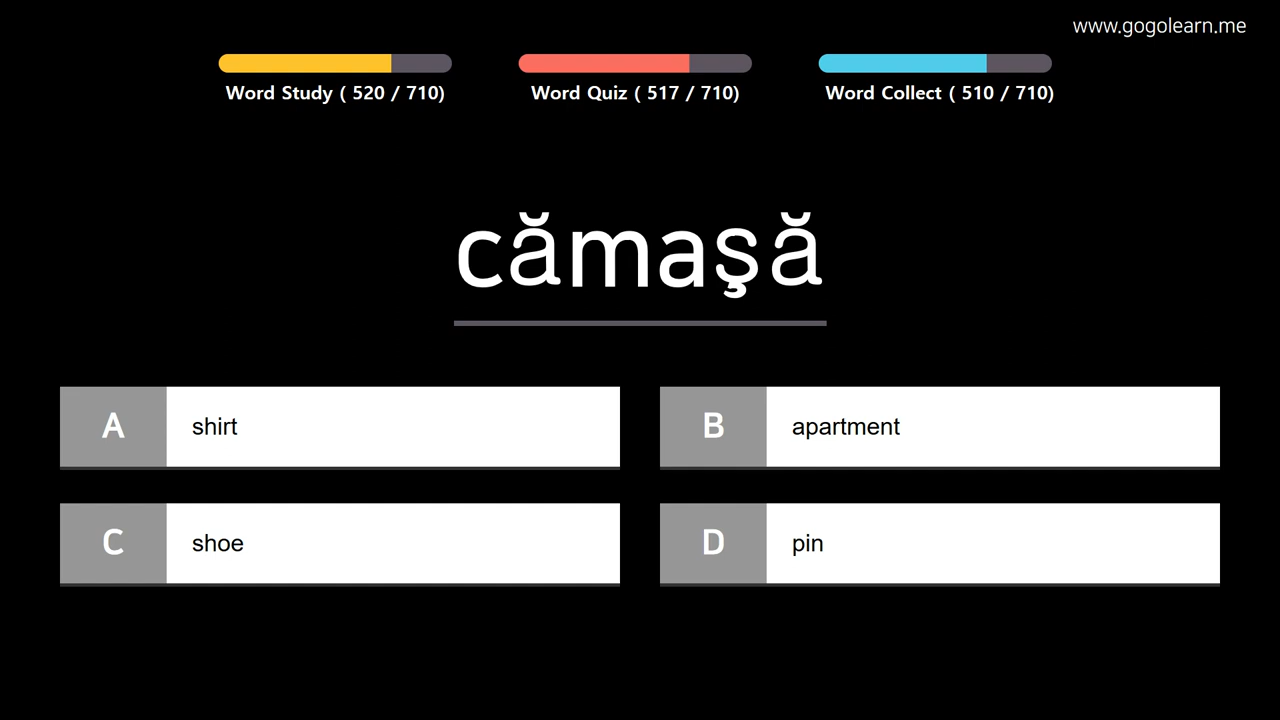 www.gogolearn.me
Word Study ( 520 / 710)
Word Quiz ( 517 / 710)
Word Collect ( 510 / 710)
cămaşă
A shirt
B apartment
C shoe
D pin